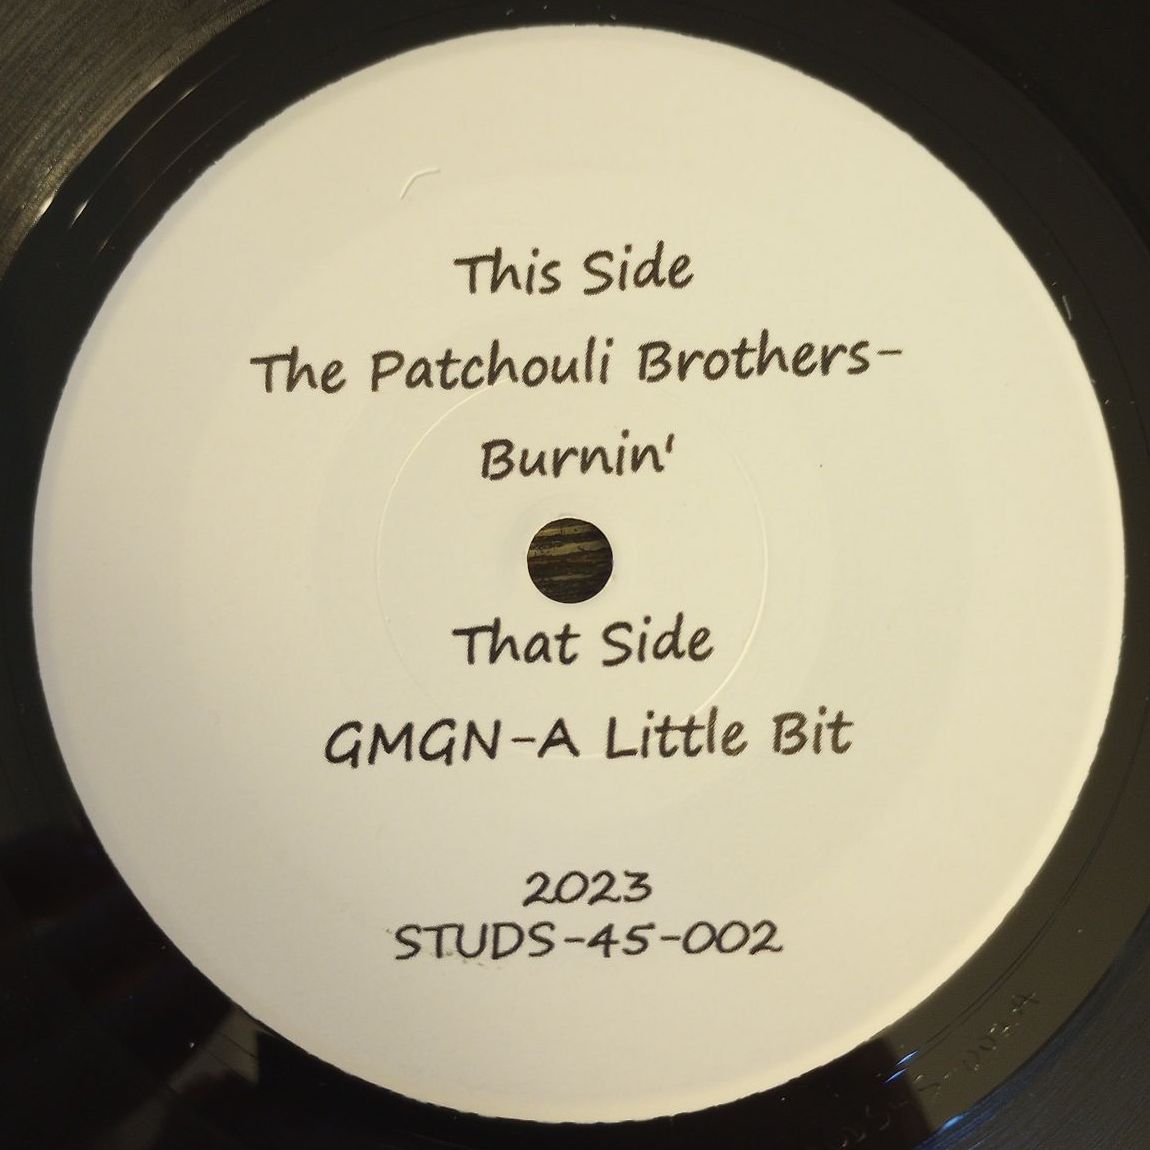 This Side
The Patchouli Brothers-
Burnin'
That Side
GMGN-A Little Bit
2023
STUDS-45-002